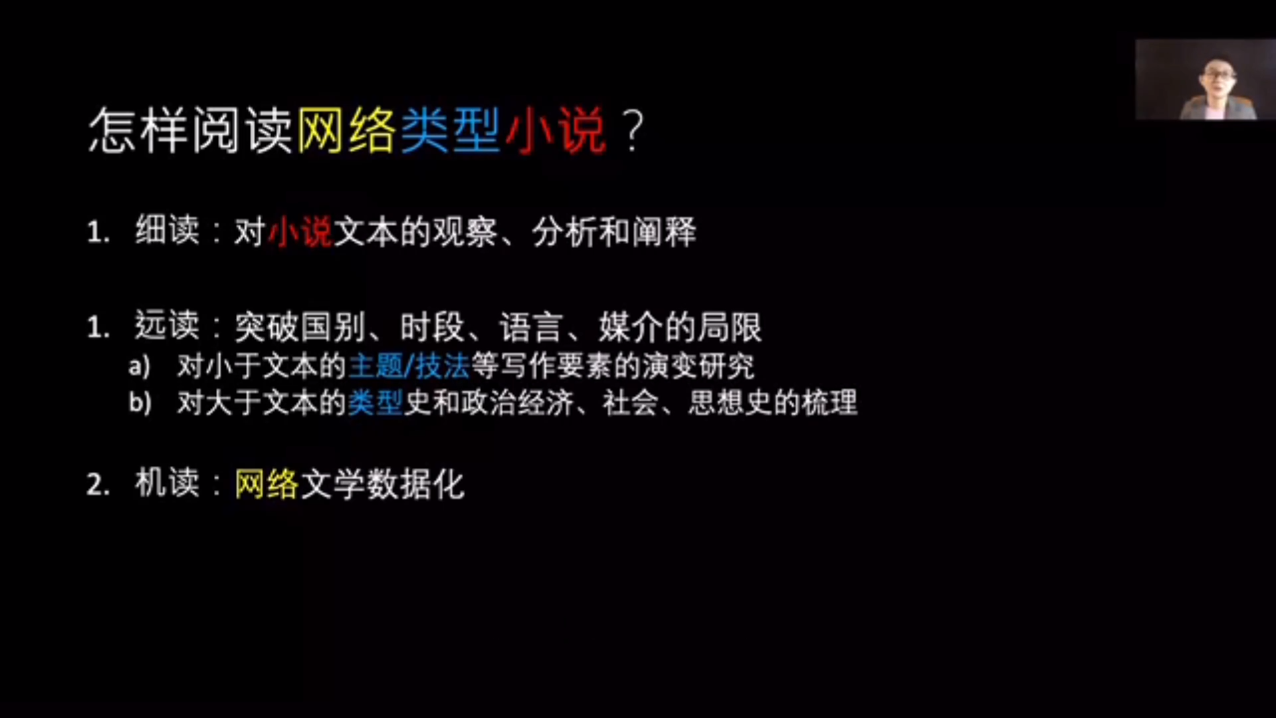 怎样阅读网络类型小说？
1. 细读：对小说文本的观察、分析和阐释
1. 远读：突破国别、时段、语言、媒介的局限
a) 对小于文本的主题/技法等写作要素的演变研究
b) 对大于文本的类型史和政治经济、社会、思想史的梳理
2. 机读：网络文学数据化